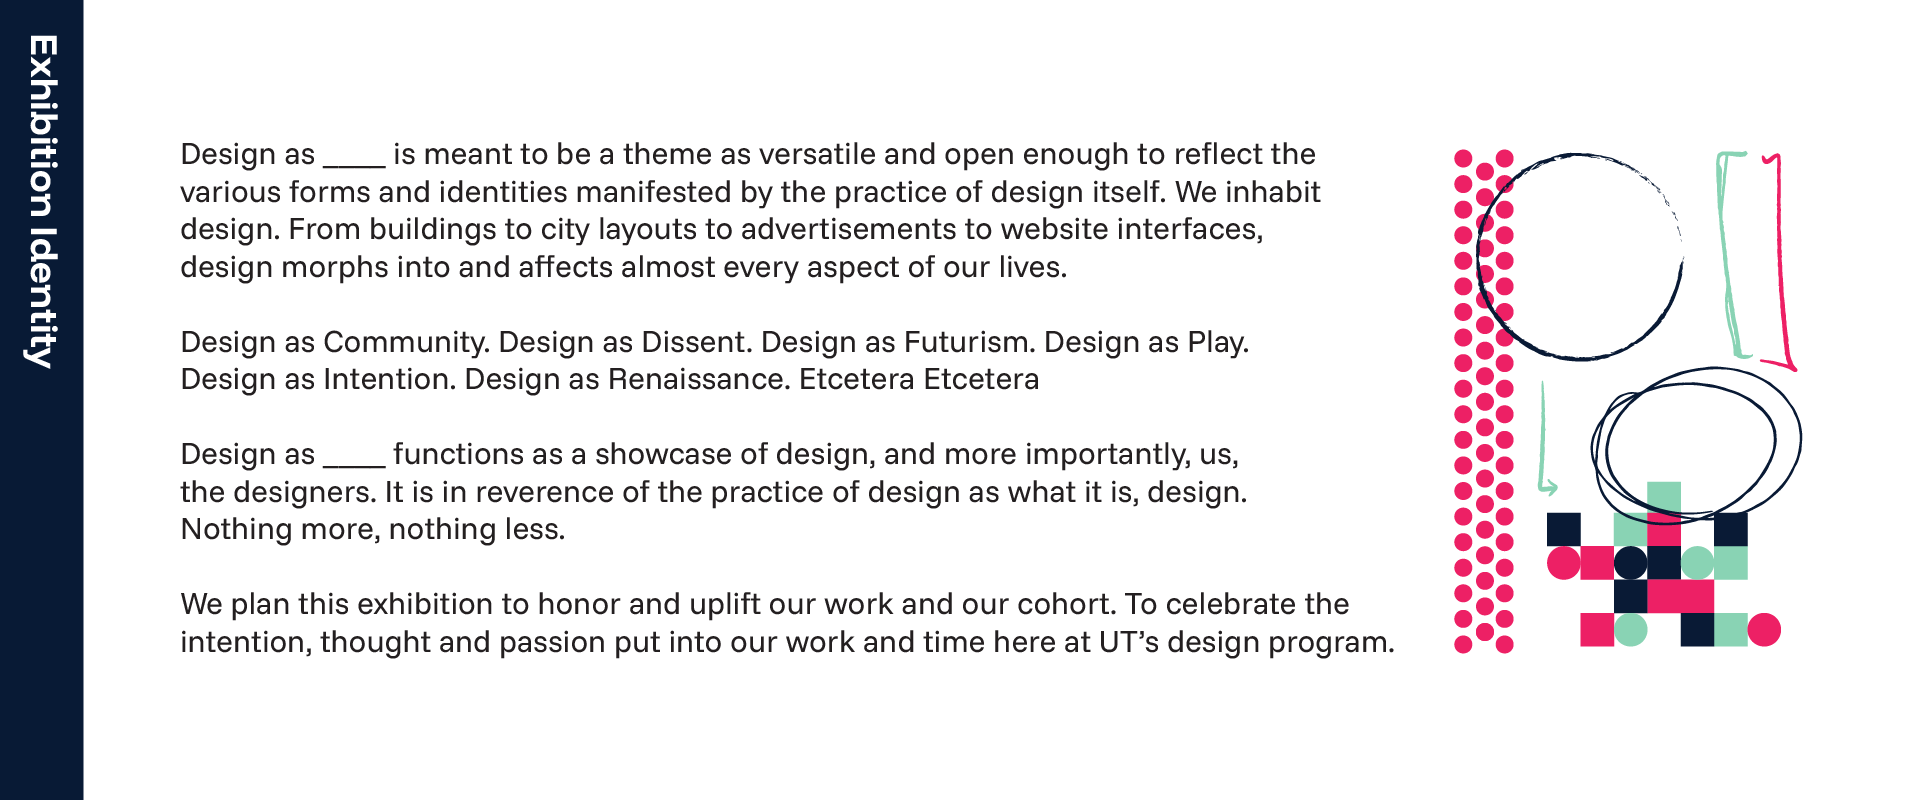 Exhibition Identity
Design as ____ is meant to be a theme as versatile and open enough to reflect the
various forms and identities manifested by the practice of design itself. We inhabit
design. From buildings to city layouts to advertisements to website interfaces,
design morphs into and affects almost every aspect of our lives.
Design as Community. Design as Dissent. Design as Futurism. Design as Play.
Design as Intention. Design as Renaissance. Etcetera Etcetera
Design as ____ functions as a showcase of design, and more importantly, us,
the designers. It is in reverence of the practice of design as what it is, design.
Nothing more, nothing less.
We plan this exhibition to honor and uplift our work and our cohort. To celebrate the
intention, thought and passion put into our work and time here at UT’s design program.